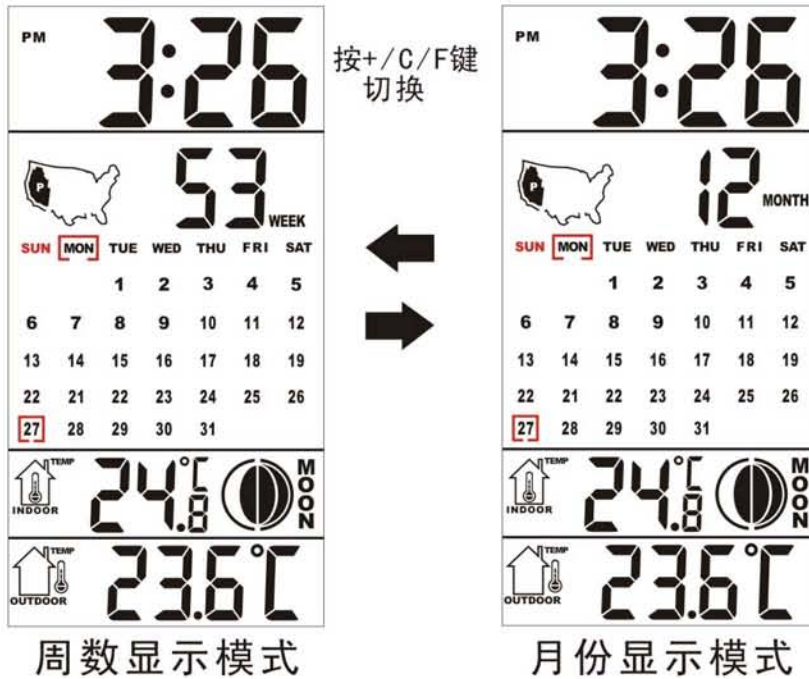 PM 3:26
53 WEEK
P
SUN MON TUE WED THU FRI SAT
1 2 3 4 5
6 7 8 9 10 11 12
13 14 15 16 17 18 19
22 21 22 23 24 25 26
27 28 29 30 31
TEMP
INDOOR
24.8°C
MOON
TEMP
OUTDOOR
23.6°C
周数显示模式
按+/C/F键
切换
PM 3:26
12 MONTH
P
SUN MON TUE WED THU FRI SAT
1 2 3 4 5
6 7 8 9 10 11 12
13 14 15 16 17 18 19
22 21 22 23 24 25 26
27 28 29 30 31
TEMP
INDOOR
24.8°C
MOON
TEMP
OUTDOOR
23.6°C
月份显示模式